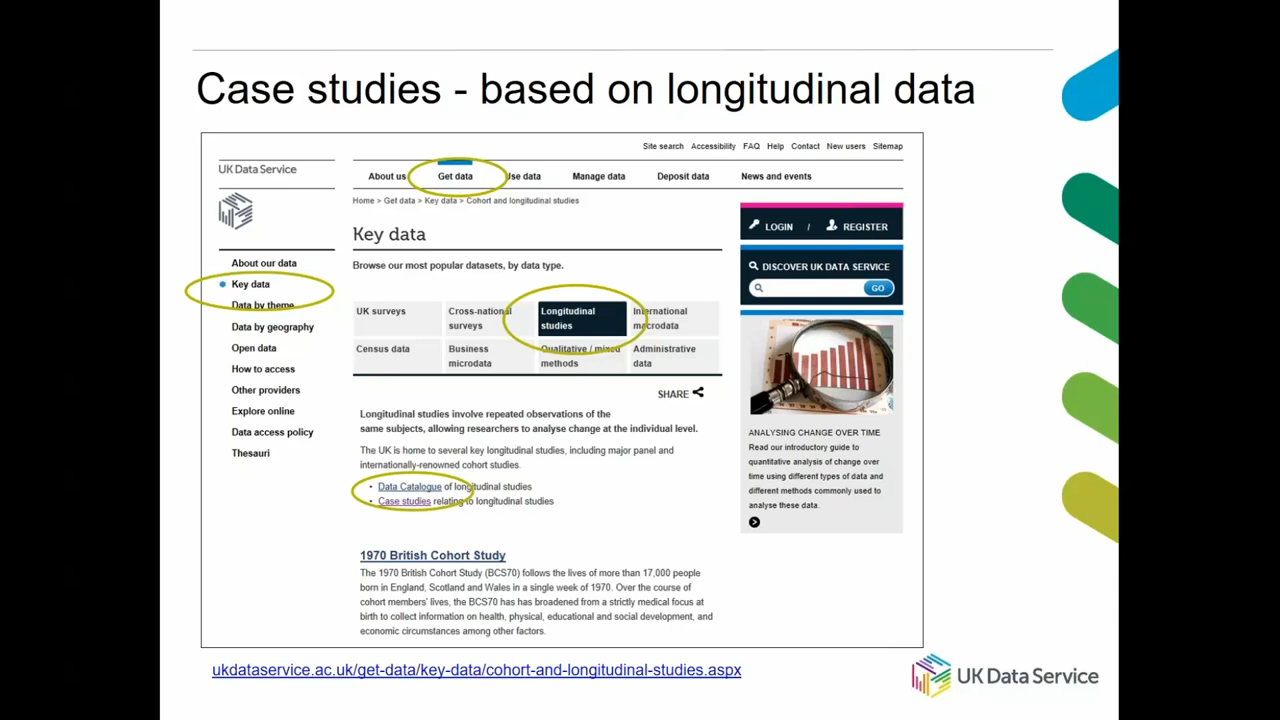 Case studies - based on longitudinal data
Site search Accessibility FAQ Help Contact New users Sitemap
UK Data Service
About us Get data Use data Manage data Deposit data News and events
Home > Get data > Key data > Cohort and longitudinal studies
Key data
LOGIN / REGISTER
About our data
Key data
Data by theme
Data by geography
Open data
How to access
Other providers
Explore online
Data access policy
Thesauri
Browse our most popular datasets, by data type.
DISCOVER UK DATA SERVICE
GO
UK surveys
Cross-national
surveys
Longitudinal
studies
International
macrodata
Census data
Business
microdata
Qualitative / mixed
methods
Administrative
data
SHARE
Longitudinal studies involve repeated observations of the
same subjects, allowing researchers to analyse change at the individual level.
The UK is home to several key longitudinal studies, including major panel and
internationally-renowned cohort studies.
• Data Catalogue of longitudinal studies
• Case studies relating to longitudinal studies
ANALYSING CHANGE OVER TIME
Read our introductory guide to
quantitative analysis of change over
time using different types of data and
different methods commonly used to
analyse these data.
1970 British Cohort Study
The 1970 British Cohort Study (BCS70) follows the lives of more than 17,000 people
born in England, Scotland and Wales in a single week of 1970. Over the course of
cohort members' lives, the BCS70 has has broadened from a strictly medical focus at
birth to collect information on health, physical, educational and social development, and
economic circumstances among other factors.
ukdataservice.ac.uk/get-data/key-data/cohort-and-longitudinal-studies.aspx
UK Data Service